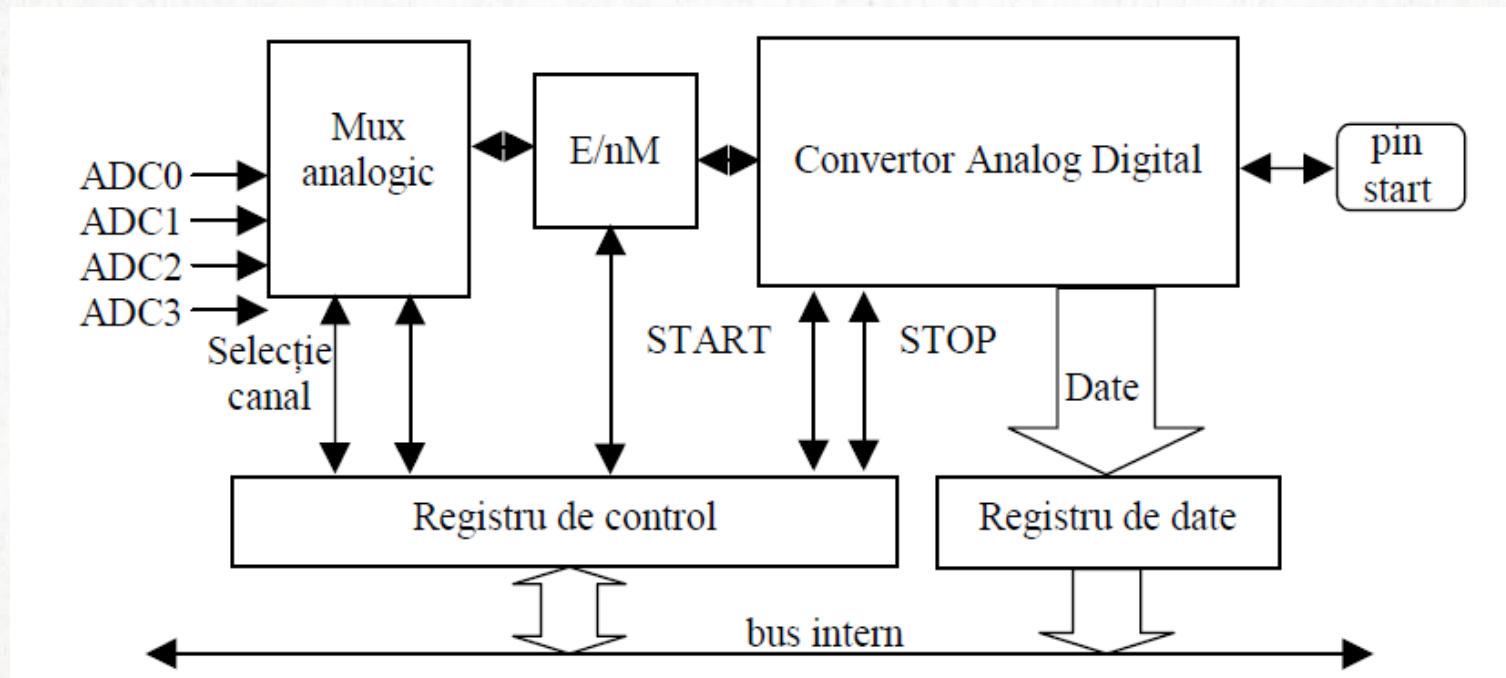 Mux
analogic
E/nM
Convertor Analog Digital
pin
start
ADC0
ADC1
ADC2
ADC3
Selecție
canal
START
STOP
Date
Registru de control
Registru de date
bus intern